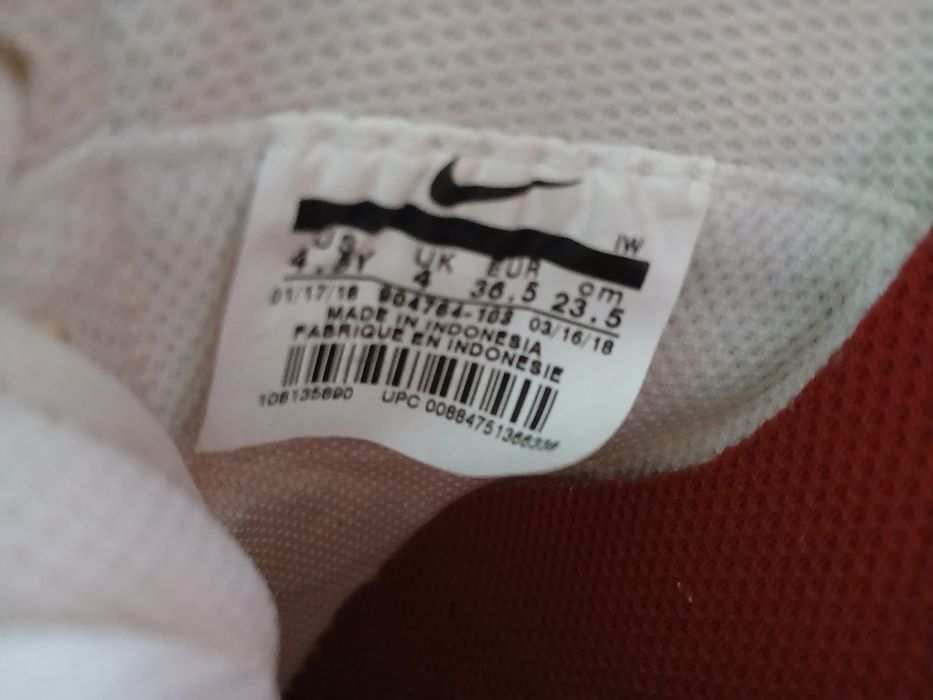 IW
US UK EUR cm
4.5Y 4 36.5 23.5
01/17/18 904764-103 03/16/18
MADE IN INDONESIA
FABRIQUE EN INDONESIE
UPC